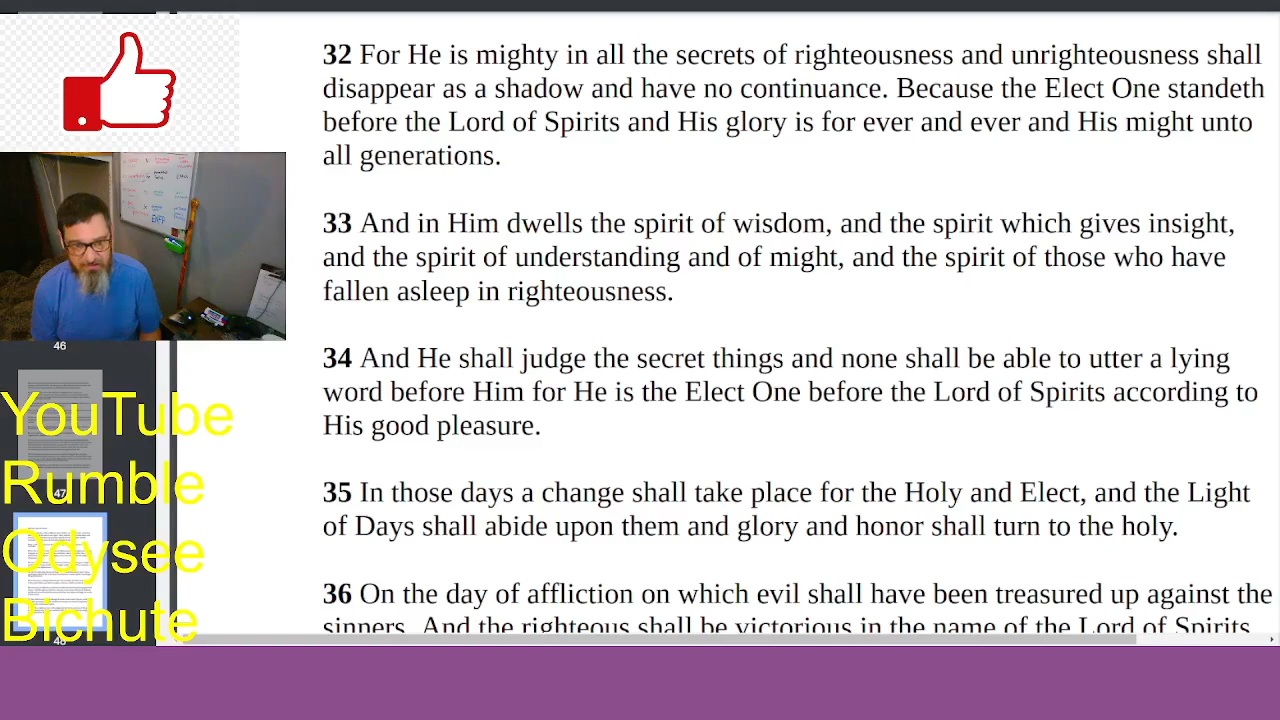 32 For He is mighty in all the secrets of righteousness and unrighteousness shall
disappear as a shadow and have no continuance. Because the Elect One standeth
before the Lord of Spirits and His glory is for ever and ever and His might unto
all generations.
33 And in Him dwells the spirit of wisdom, and the spirit which gives insight,
and the spirit of understanding and of might, and the spirit of those who have
fallen asleep in righteousness.
34 And He shall judge the secret things and none shall be able to utter a lying
word before Him for He is the Elect One before the Lord of Spirits according to
His good pleasure.
35 In those days a change shall take place for the Holy and Elect, and the Light
of Days shall abide upon them and glory and honor shall turn to the holy.
36 On the day of affliction on which evil shall have been treasured up against the
sinners. And the righteous shall be victorious in the name of the Lord of Spirits
46
YouTube
Rumble
47
Odysee
Bichute
48